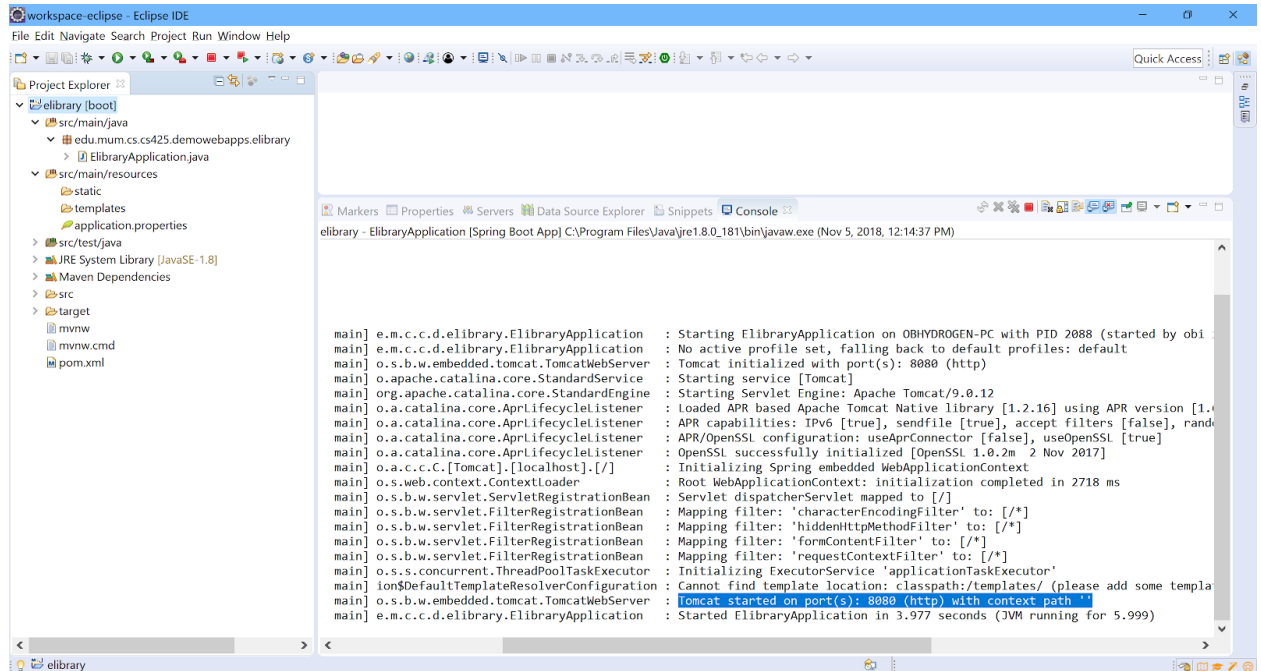 workspace-eclipse - Eclipse IDE
File Edit Navigate Search Project Run Window Help
Quick Access
Project Explorer
elibrary [boot]
src/main/java
edu.mum.cs.cs425.demowebapps.elibrary
ElibraryApplication.java
src/main/resources
static
templates
application.properties
src/test/java
JRE System Library [JavaSE-1.8]
Maven Dependencies
src
target
mvnw
mvnw.cmd
pom.xml
Markers Properties Servers Data Source Explorer Snippets Console
elibrary - ElibraryApplication [Spring Boot App] C:\Program Files\Java\jre1.8.0_181\bin\javaw.exe (Nov 5, 2018, 12:14:37 PM)
main] e.m.c.c.d.elibrary.ElibraryApplication : Starting ElibraryApplication on OBHYDROGEN-PC with PID 2088 (started by obi
main] e.m.c.c.d.elibrary.ElibraryApplication : No active profile set, falling back to default profiles: default
main] o.s.b.w.embedded.tomcat.TomcatWebServer : Tomcat initialized with port(s): 8080 (http)
main] o.apache.catalina.core.StandardService : Starting service [Tomcat]
main] org.apache.catalina.core.StandardEngine : Starting Servlet Engine: Apache Tomcat/9.0.12
main] o.a.catalina.core.AprLifecycleListener : Loaded APR based Apache Tomcat Native library [1.2.16] using APR version [1.
main] o.a.catalina.core.AprLifecycleListener : APR capabilities: IPv6 [true], sendfile [true], accept filters [false], rand
main] o.a.catalina.core.AprLifecycleListener : APR/OpenSSL configuration: useAprConnector [false], useOpenSSL [true]
main] o.a.catalina.core.AprLifecycleListener : OpenSSL successfully initialized [OpenSSL 1.0.2m 2 Nov 2017]
main] o.a.c.c.C.[Tomcat].[localhost].[/] : Initializing Spring embedded WebApplicationContext
main] o.s.web.context.ContextLoader : Root WebApplicationContext: initialization completed in 2718 ms
main] o.s.b.w.servlet.ServletRegistrationBean : Servlet dispatcherServlet mapped to [/]
main] o.s.b.w.servlet.FilterRegistrationBean : Mapping filter: 'characterEncodingFilter' to: [/*]
main] o.s.b.w.servlet.FilterRegistrationBean : Mapping filter: 'hiddenHttpMethodFilter' to: [/*]
main] o.s.b.w.servlet.FilterRegistrationBean : Mapping filter: 'formContentFilter' to: [/*]
main] o.s.b.w.servlet.FilterRegistrationBean : Mapping filter: 'requestContextFilter' to: [/*]
main] o.s.s.concurrent.ThreadPoolTaskExecutor : Initializing ExecutorService 'applicationTaskExecutor'
main] ion$DefaultTemplateResolverConfiguration : Cannot find template location: classpath:/templates/ (please add some templa
main] o.s.b.w.embedded.tomcat.TomcatWebServer : Tomcat started on port(s): 8080 (http) with context path ''
main] e.m.c.c.d.elibrary.ElibraryApplication : Started ElibraryApplication in 3.977 seconds (JVM running for 5.999)
elibrary